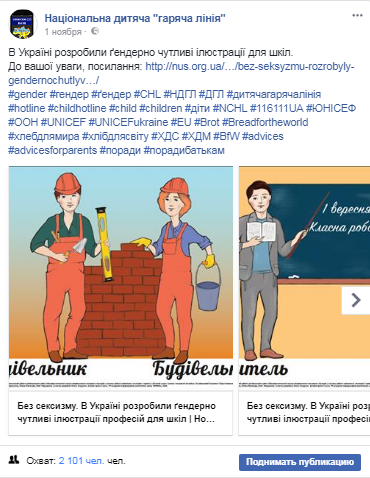 Національна дитяча "гаряча лінія"
1 ноября ·
В Україні розробили ґендерно чутливі ілюстрації для шкіл.
До вашої уваги, посилання: http://nus.org.ua/…/bez-seksyzmu-rozrobyly-
gendernochutlyv…/
#gender #гендер #ґендер #CHL #НДГЛ #ДГЛ #дитячагарячалінія
#hotline #childhotline #child #children #діти #NCHL #116111UA #ЮНІСЕФ
#ООН #UNICEF #UNICEFukraine #EU #Brot #Breadfortheworld
#хлебдлямира #хлібдлясвіту #ХДС #ХДМ #BfW #advices
#advicesforparents #поради #порадибатькам
1 вересня
Класна робо
дівельник
Будівельн
итель
Без сексизму. В Україні розробили ґендерно
чутливі ілюстрації професій для шкіл | Но...
Без сексизму. В Україні розр
чутливі ілюстрації професій
Охват: 2 101 чел. чел.
Поднимать публикацию